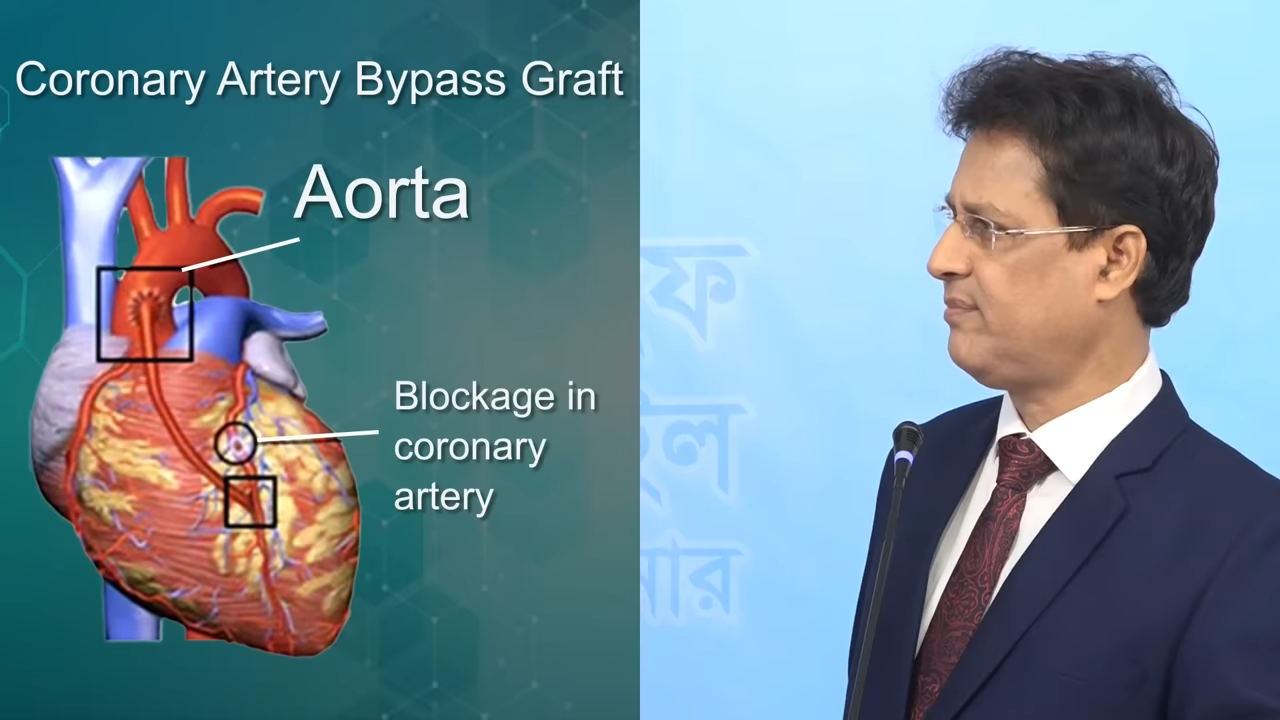 Coronary Artery Bypass Graft
Aorta
Blockage in
coronary
artery